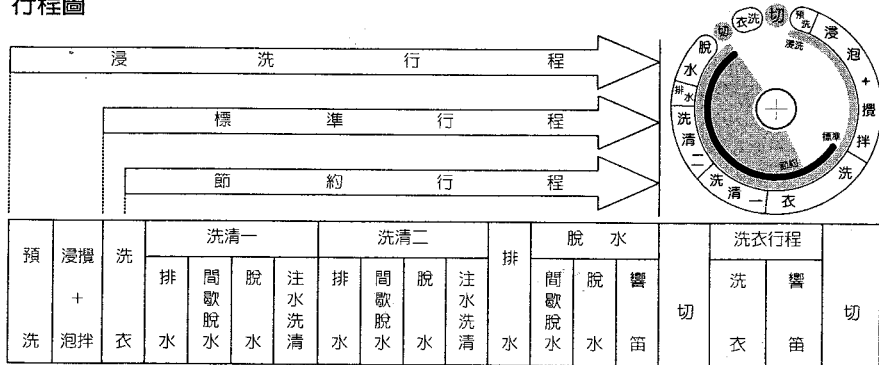 行程圖
浸洗行程
標準行程
節約行程
切
衣洗
切
預洗
浸泡+攪拌
洗衣
洗清一
洗清二
排水
脫水
浸洗
標準
節約
預洗
浸泡+攪拌
洗衣
洗清一
排水
間歇脫水
脫水
注水洗清
洗清二
排水
間歇脫水
脫水
注水洗清
排水
脫水
間歇脫水
脫水
響笛
切
洗衣行程
洗衣
響笛
切